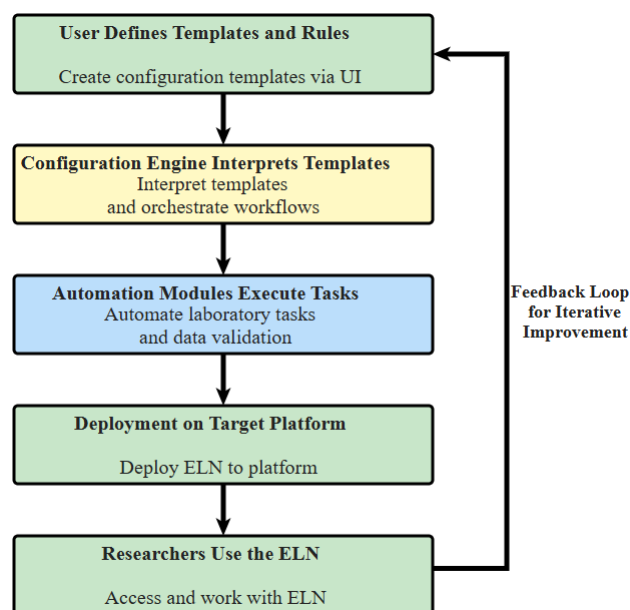 User Defines Templates and Rules
Create configuration templates via UI
Configuration Engine Interprets Templates
Interpret templates
and orchestrate workflows
Automation Modules Execute Tasks
Automate laboratory tasks
and data validation
Feedback Loop
for Iterative
Improvement
Deployment on Target Platform
Deploy ELN to platform
Researchers Use the ELN
Access and work with ELN